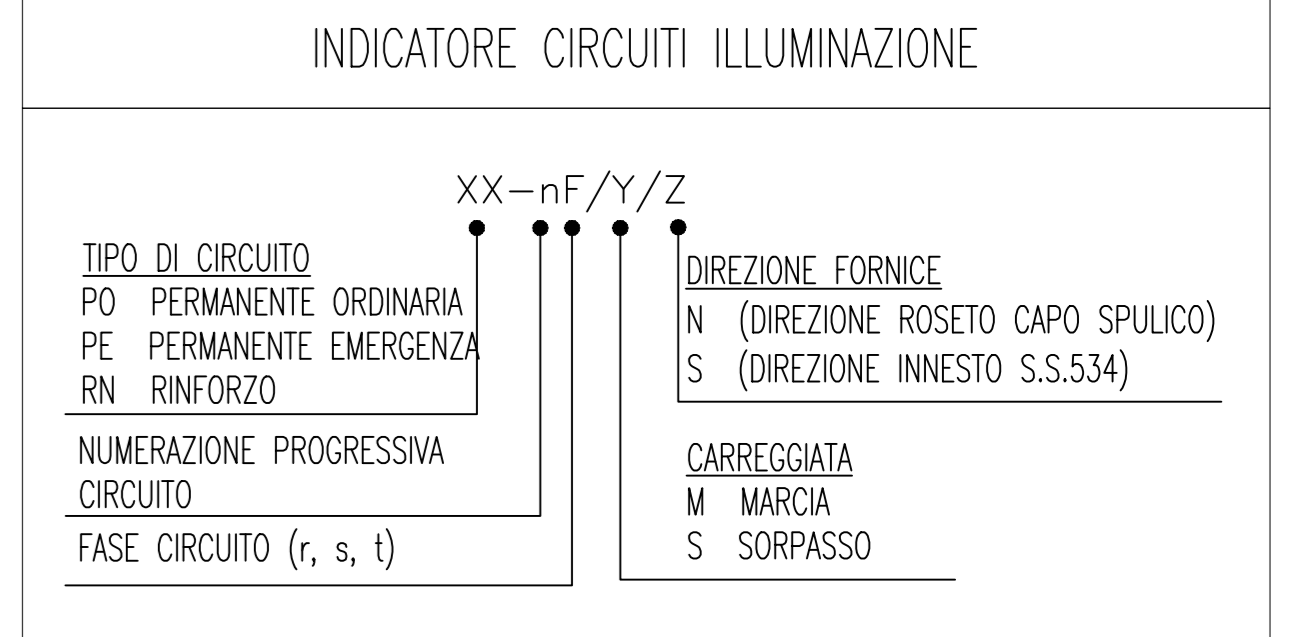 INDICATORE CIRCUITI ILLUMINAZIONE
XX-nF/Y/Z
TIPO DI CIRCUITO
PO PERMANENTE ORDINARIA
PE PERMANENTE EMERGENZA
RN RINFORZO
NUMERAZIONE PROGRESSIVA
CIRCUITO
FASE CIRCUITO (r, s, t)
DIREZIONE FORNICE
N (DIREZIONE ROSETO CAPO SPULICO)
S (DIREZIONE INNESTO S.S.534)
CARREGGIATA
M MARCIA
S SORPASSO